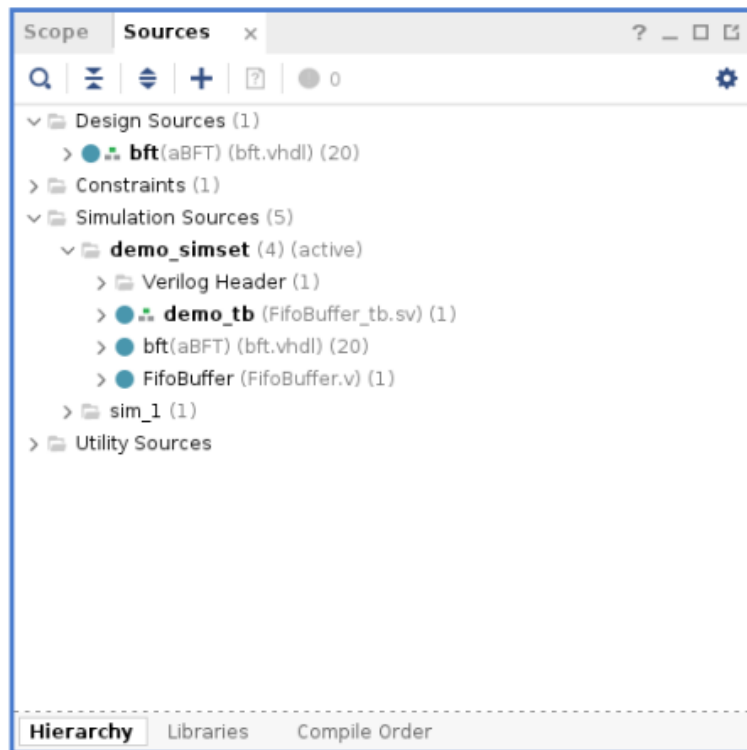 Scope Sources × ? _
0
Design Sources (1)
bft(aBFT) (bft.vhdl) (20)
Constraints (1)
Simulation Sources (5)
demo_simset (4) (active)
Verilog Header (1)
demo_tb (FifoBuffer_tb.sv) (1)
bft(aBFT) (bft.vhdl) (20)
FifoBuffer (FifoBuffer.v) (1)
sim_1 (1)
Utility Sources
Hierarchy Libraries Compile Order